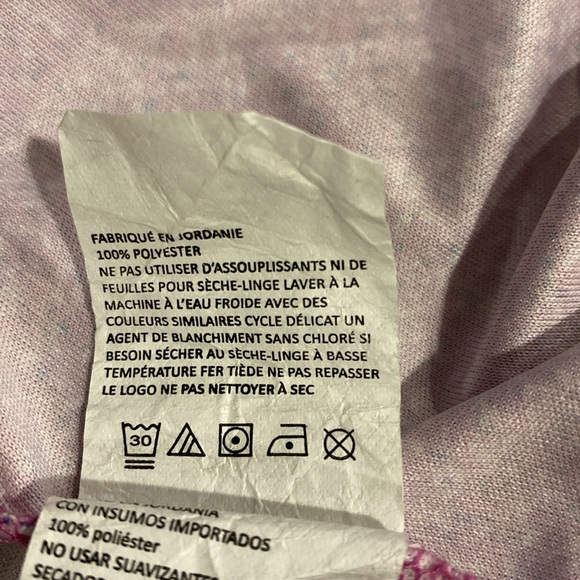 FABRIQUÉ EN JORDANIE
100% POLYÉSTER
NE PAS UTILISER D'ASSOUPLISSANTS NI DE
FEUILLES POUR SÈCHE-LINGE LAVER À LA
MACHINE À L'EAU FROIDE AVEC DES
COULEURS SIMILAIRES CYCLE DÉLICAT UN
AGENT DE BLANCHIMENT SANS CHLORÉ SI
BESOIN SÉCHER AU SÈCHE-LINGE À BASSE
TEMPÉRATURE FER TIÈDE NE PAS REPASSER
LE LOGO NE PAS NETTOYER À SEC
30
CON INSUMOS IMPORTADOS
100% poliéster
NO USAR SUAVIZANTES